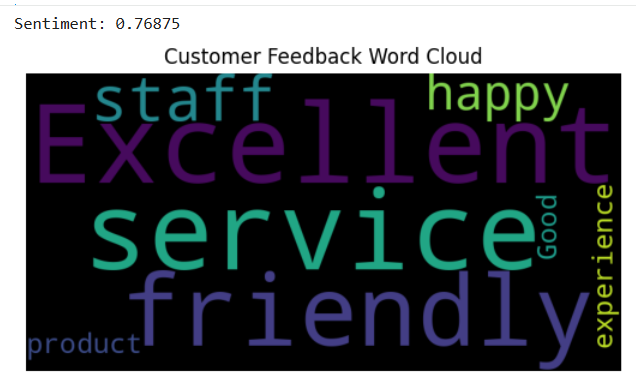 Sentiment: 0.76875
Customer Feedback Word Cloud
staff
happy
Excellent
service
Good
experience
friendly
product